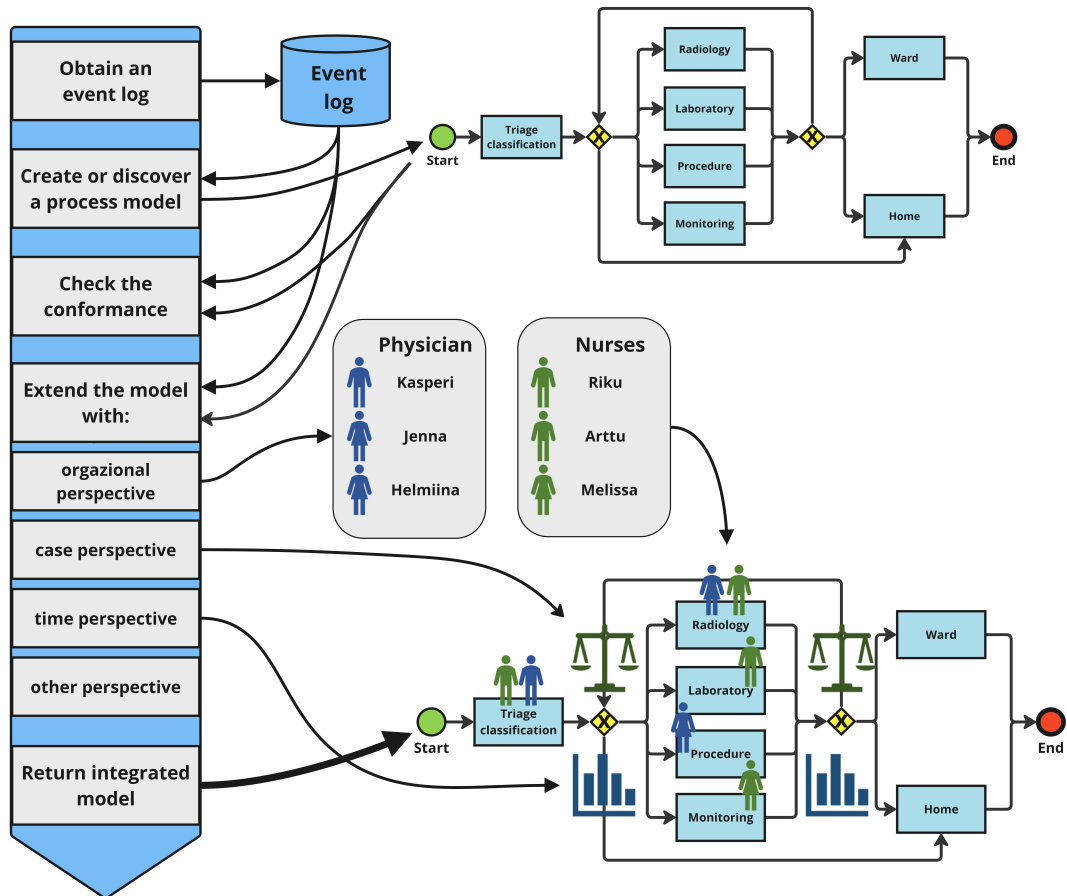 Obtain an
event log
Create or discover
a process model
Check the
conformance
Extend the model
with:
orgazional
perspective
case perspective
time perspective
other perspective
Return integrated
model
Event
log
Start
Triage
classification
X
Radiology
Laboratory
Procedure
Monitoring
X
Ward
Home
End
Physician
Kasperi
Jenna
Helmiina
Nurses
Riku
Arttu
Melissa
Start
Triage
classification
X
Radiology
Laboratory
Procedure
Monitoring
X
Ward
Home
End